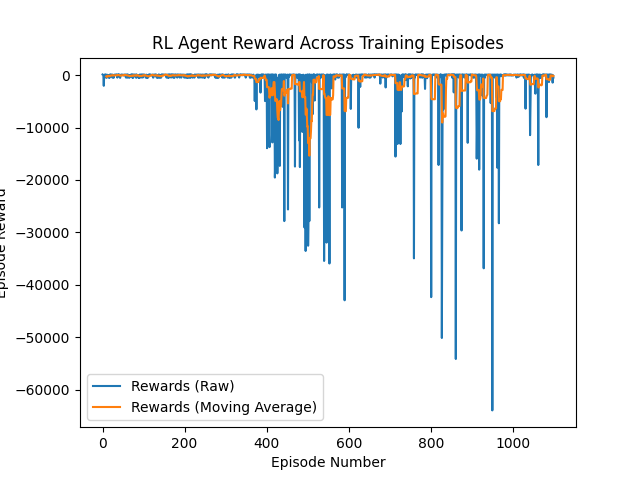 RL Agent Reward Across Training Episodes
Episode Reward
0
−10000
−20000
−30000
−40000
−50000
−60000
Rewards (Raw)
Rewards (Moving Average)
0 200 400 600 800 1000
Episode Number